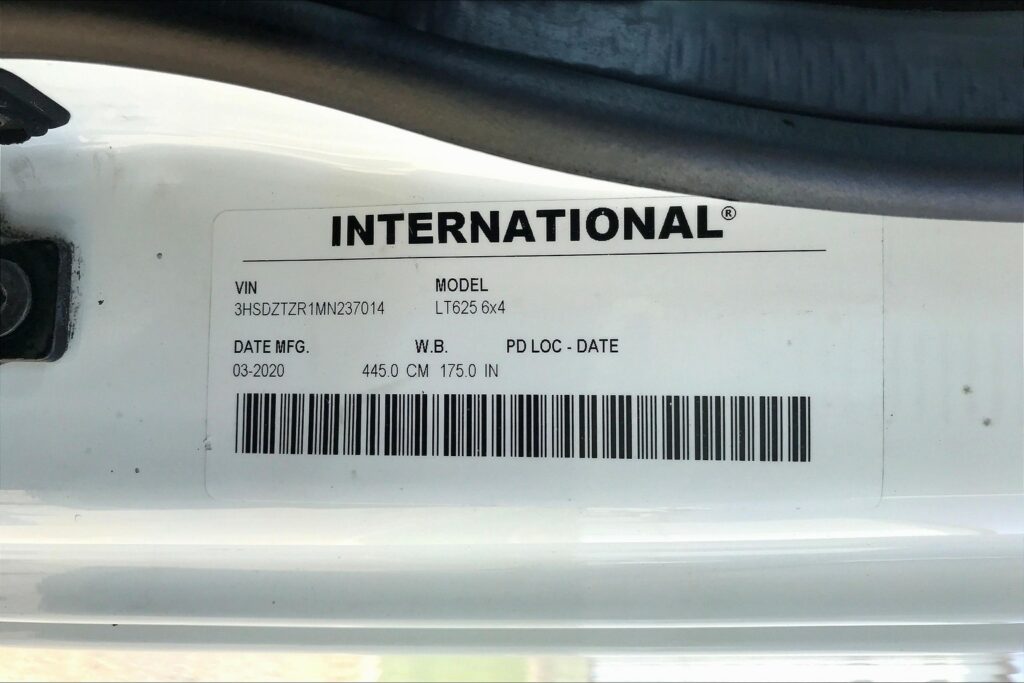 INTERNATIONAL®
VIN MODEL
3HSDZTZR1MN237014 LT625 6x4
DATE MFG. W.B. PD LOC - DATE
03-2020 445.0 CM 175.0 IN